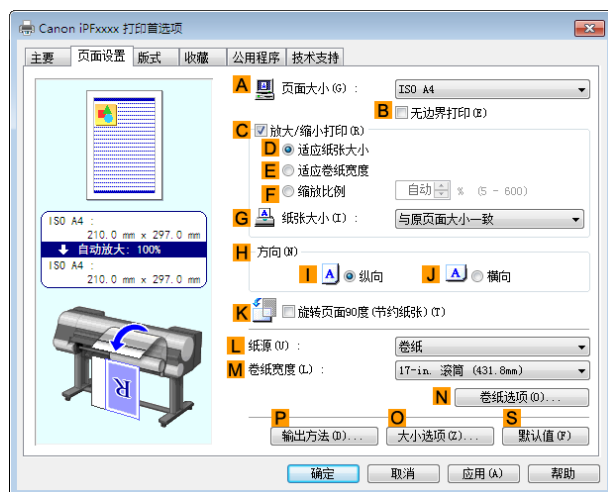 Canon iPFxxxx 打印首选项
主要 页面设置 版式 收藏 公用程序 技术支持
A 页面大小(G) : ISO A4
B 无边界打印(E)
C 放大/缩小打印(R)
D 适应纸张大小
E 适应卷纸宽度
F 缩放比例 自动 % (5 - 600)
G 纸张大小(I) : 与原页面大小一致
ISO A4 :
210.0 mm x 297.0 mm
自动放大: 100%
ISO A4 :
210.0 mm x 297.0 mm
H 方向(N)
I A 纵向 J A 横向
K 旋转页面90度(节约纸张)(T)
R
L 纸源(U) : 卷纸
M 卷纸宽度(L) : 17-in. 滚筒 (431.8mm)
N 卷纸选项(O)...
P O S
输出方法(D)... 大小选项(Z)... 默认值(F)
确定 取消 应用(A) 帮助